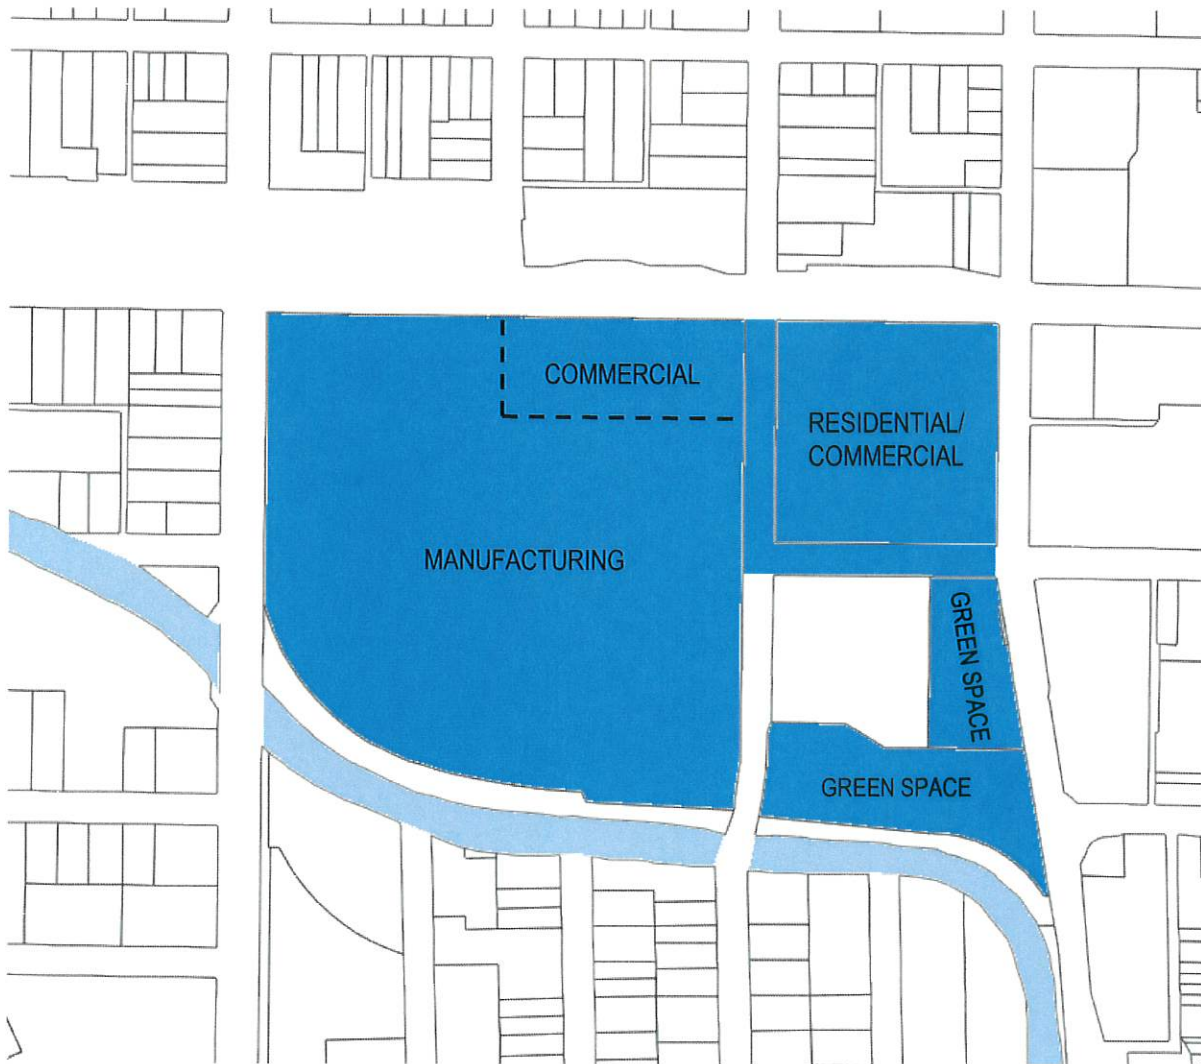 COMMERCIAL
RESIDENTIAL/
COMMERCIAL
MANUFACTURING
GREEN SPACE
GREEN SPACE